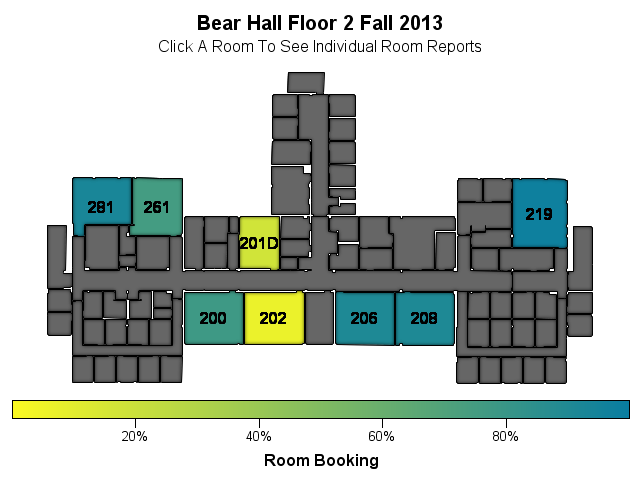 Bear Hall Floor 2 Fall 2013
Click A Room To See Individual Room Reports
281
261
219
201D
200
202
206
208
20%
40%
60%
80%
Room Booking